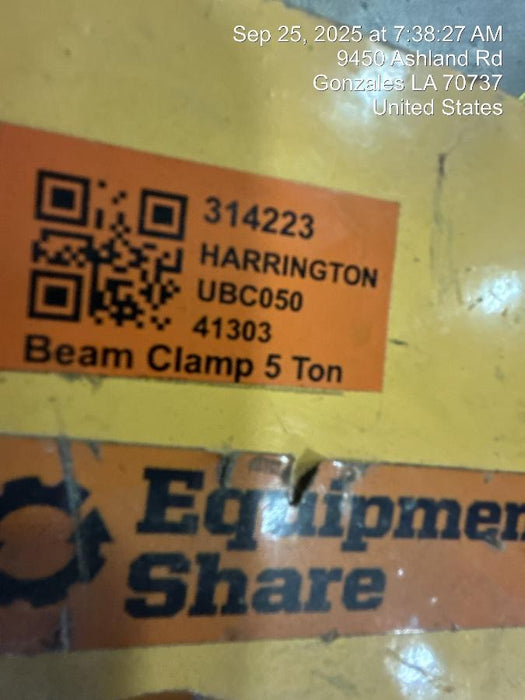 Sep 25, 2025 at 7:38:27 AM
9450 Ashland Rd
Gonzales LA 70737
United States
314223
HARRINGTON
UBC050
41303
Beam Clamp 5 Ton
Equipmen
Share